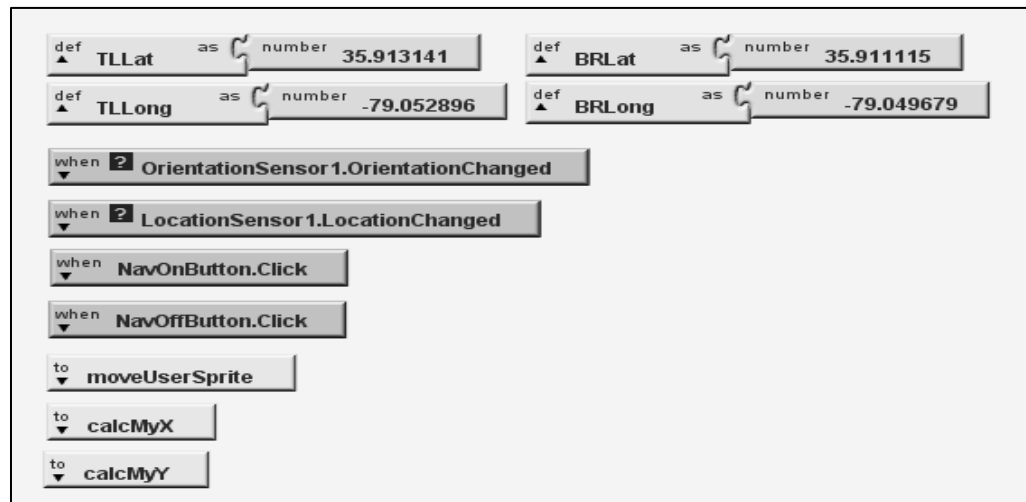 def TLLat as number 35.913141 def BRLat as number 35.911115
def TLLong as number -79.052896 def BRLong as number -79.049679
when ? OrientationSensor1.OrientationChanged
when ? LocationSensor1.LocationChanged
when NavOnButton.Click
when NavOffButton.Click
to moveUserSprite
to calcMyX
to calcMyY